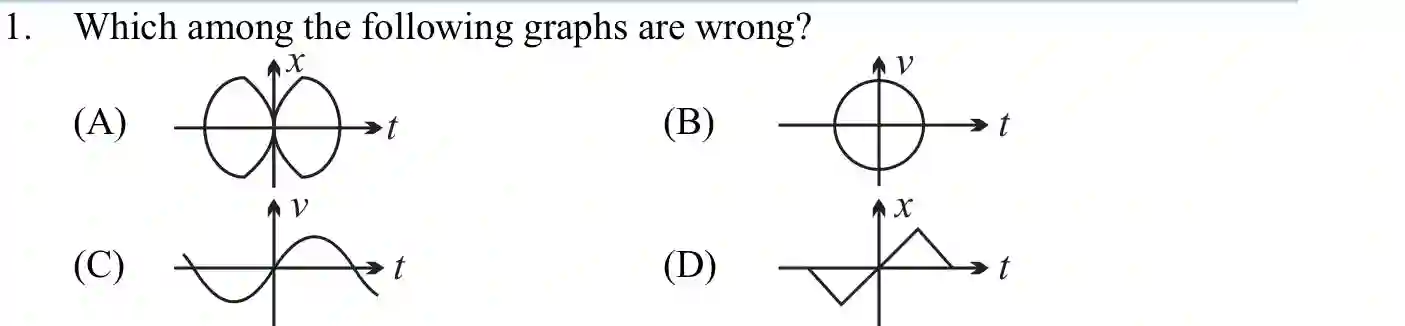 1. Which among the following graphs are wrong?
x v
(A) t (B) t
v x
(C) t (D) t